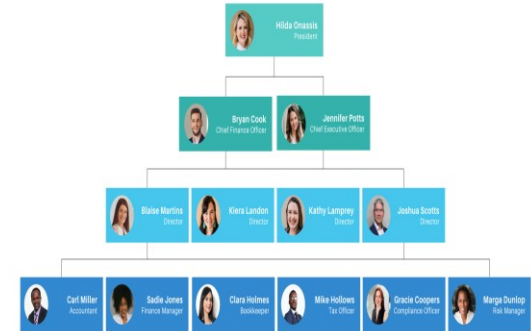 Hilda Onassis
President
Bryan Cook
Chief Finance Officer
Jennifer Potts
Chief Executive Officer
Blaise Martins
Director
Kiera Landon
Director
Kathy Lamprey
Director
Joshua Scotts
Director
Carl Miller
Accountant
Sadie Jones
Finance Manager
Clara Holmes
Bookkeeper
Mike Hollows
Tax Officer
Gracie Coopers
Compliance Officer
Marga Dunlop
Risk Manager